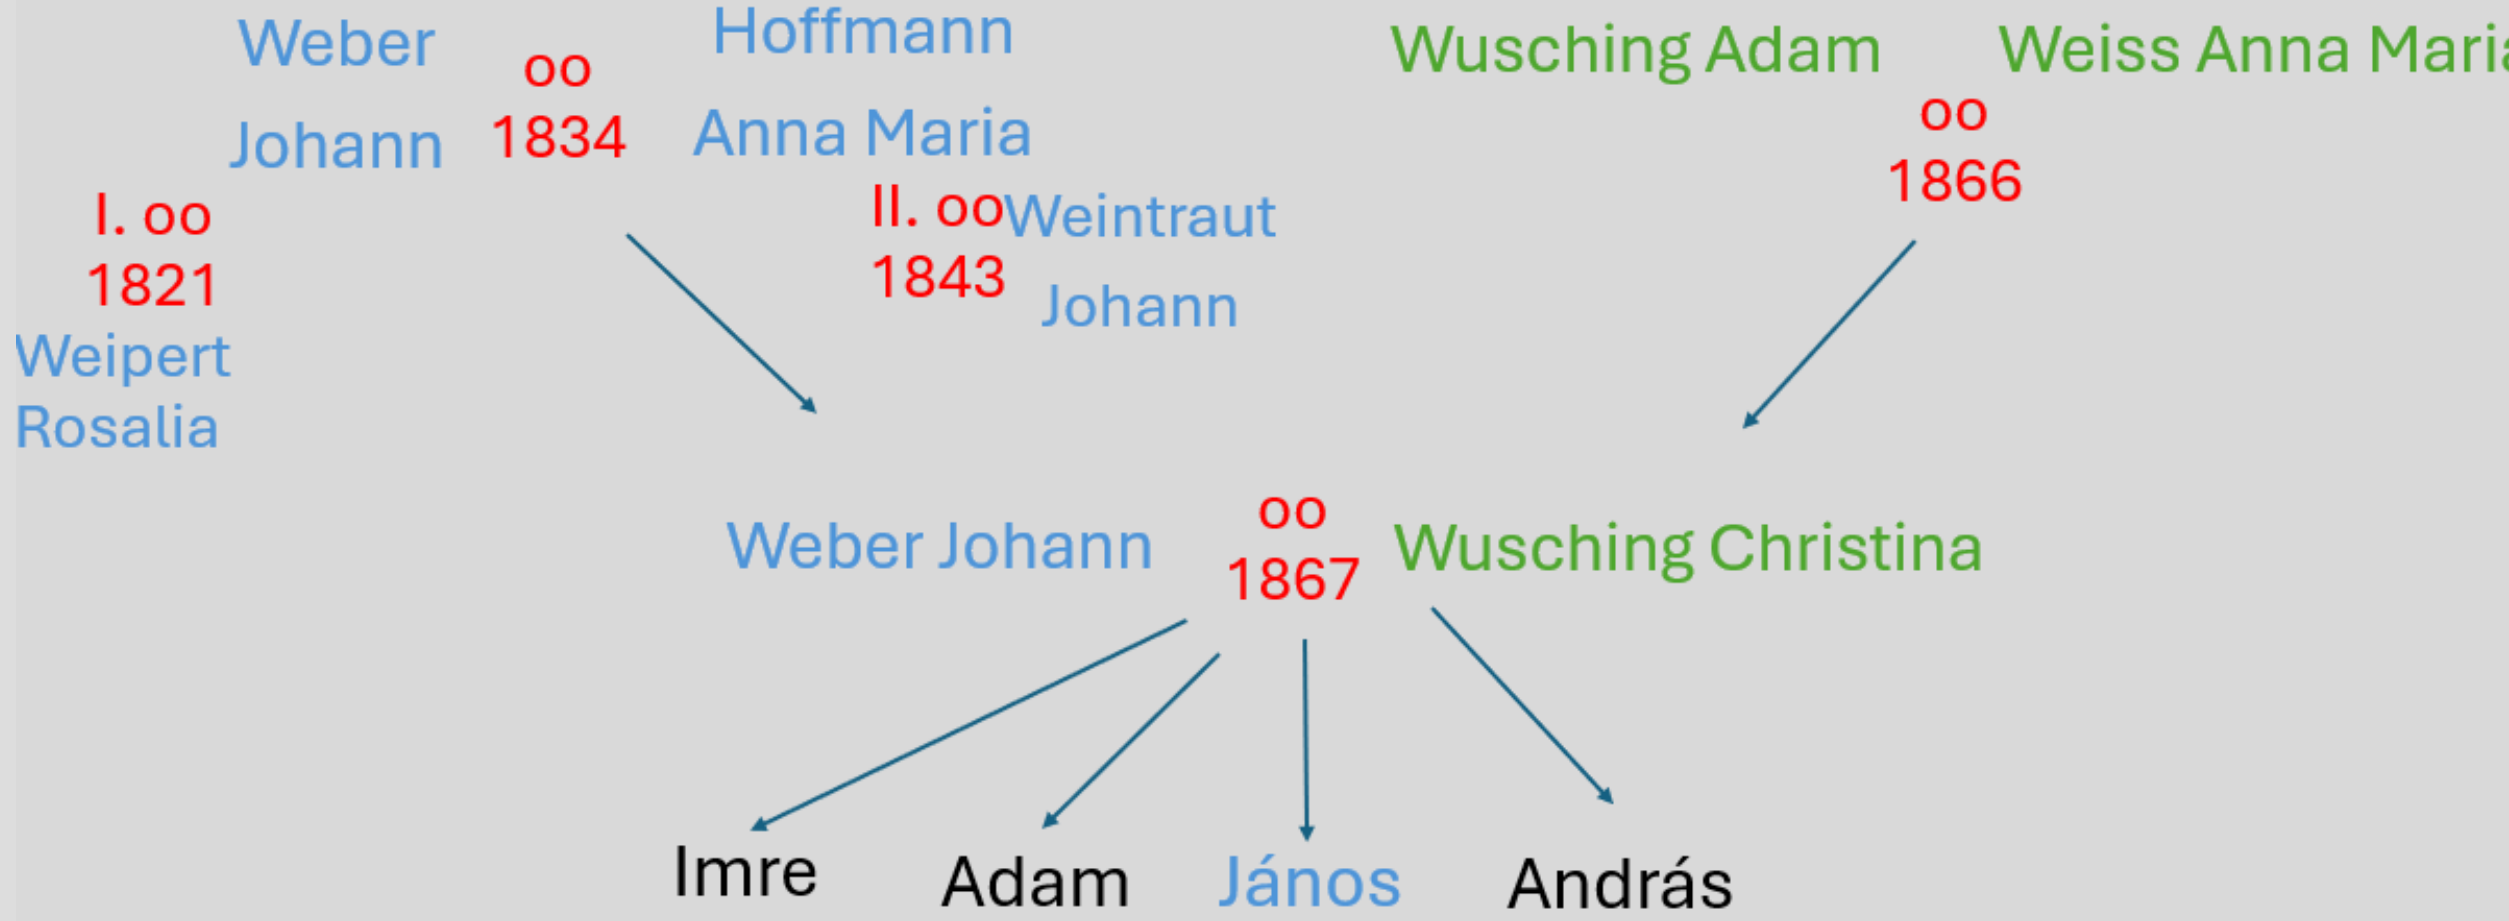 Weber
Johann
oo
1834
Hoffmann
Anna Maria
I. oo
1821
Weipert
Rosalia
II. oo
1843
Weintraut
Johann
Wusching Adam
oo
1866
Weiss Anna Maria
Weber Johann
oo
1867
Wusching Christina
Imre
Adam
János
András